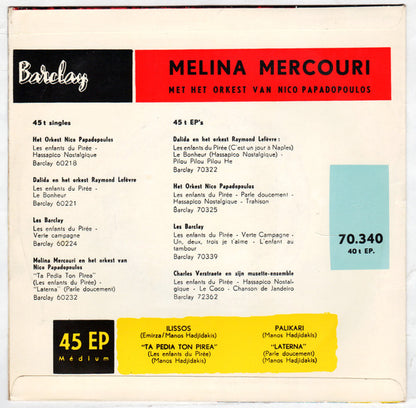 Barclay
MELINA MERCOURI
MET HET ORKEST VAN NICO PAPADOPOULOS
45 t singles
Het Orkest Nico Papadopoulos
Les enfants du Pirée -
Hassapico Nostalgique
Barclay 60218
Dalida en het orkest Raymond Lefèvre
Les enfants du Pirée -
Le Bonheur
Barclay 60221
Les Barclay
Les enfants du Pirée -
Verte campagne
Barclay 60224
Melina Mercouri en het orkest van
Nico Papadopoulos
"Ta Pedia Ton Pirea"
(Les enfants du Pirée) -
"Laterna" (Parle doucement)
Barclay 60232
45 t EP's
Dalida en het orkest Raymond Lefèvre :
Les enfants du Pirée (C'est un jour à Naples)
Le Bonheur (Hassapico Nostalgique) -
Pilou Pilou Pilou He
Barclay 70322
Het Orkest Nico Papadopoulos
Les enfants du Pirée - Parle doucement -
Hassapico Nostalgique - Trahison
Barclay 70325
Les Barclay
Les enfants du Pirée - Verte Campagne -
Un, deux, trois je t'aime - L'enfant au
tambour
Barclay 70339
Charles Verstraete en zijn musette-ensemble
Les enfants du Pirée - Hassapico Nostal-
gique - Le Coco - Chanson de Jandeiro
Barclay 72362
70.340
40 t EP.
45 EP
Médium
ILISSOS
(Emirza/Manos Hadjidakis)
"TA PEDIA TON PIREA"
(Les enfants du Pirée)
(Manos Hadjidakis)
PALIKARI
(Manos Hadjidakis)
"LATERNA"
(Parle doucement)
(Manos Hadjidakis)